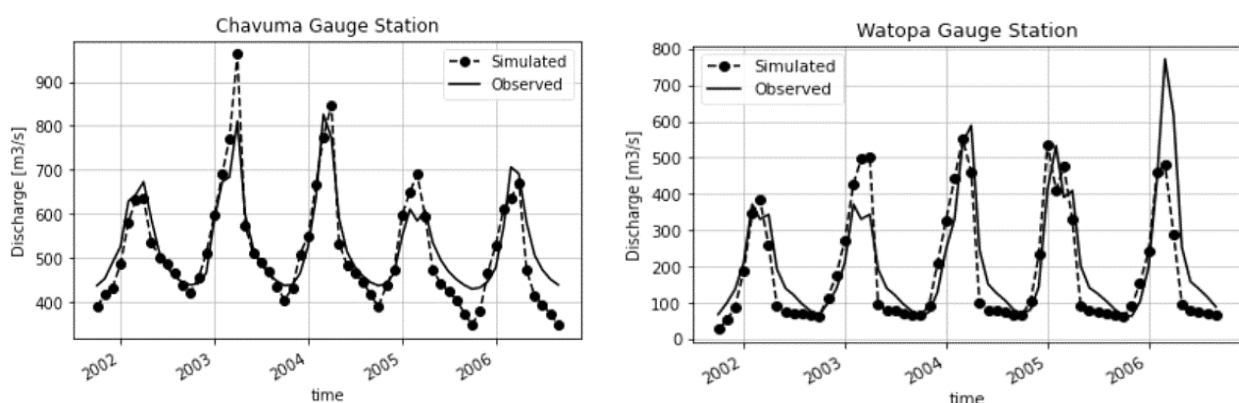 Chavuma Gauge Station
Simulated
Observed
Discharge [m3/s]
900
800
700
600
500
400
2002
2003
2004
2005
2006
time
Watopa Gauge Station
Simulated
Observed
Discharge [m3/s]
800
700
600
500
400
300
200
100
0
2002
2003
2004
2005
2006
time